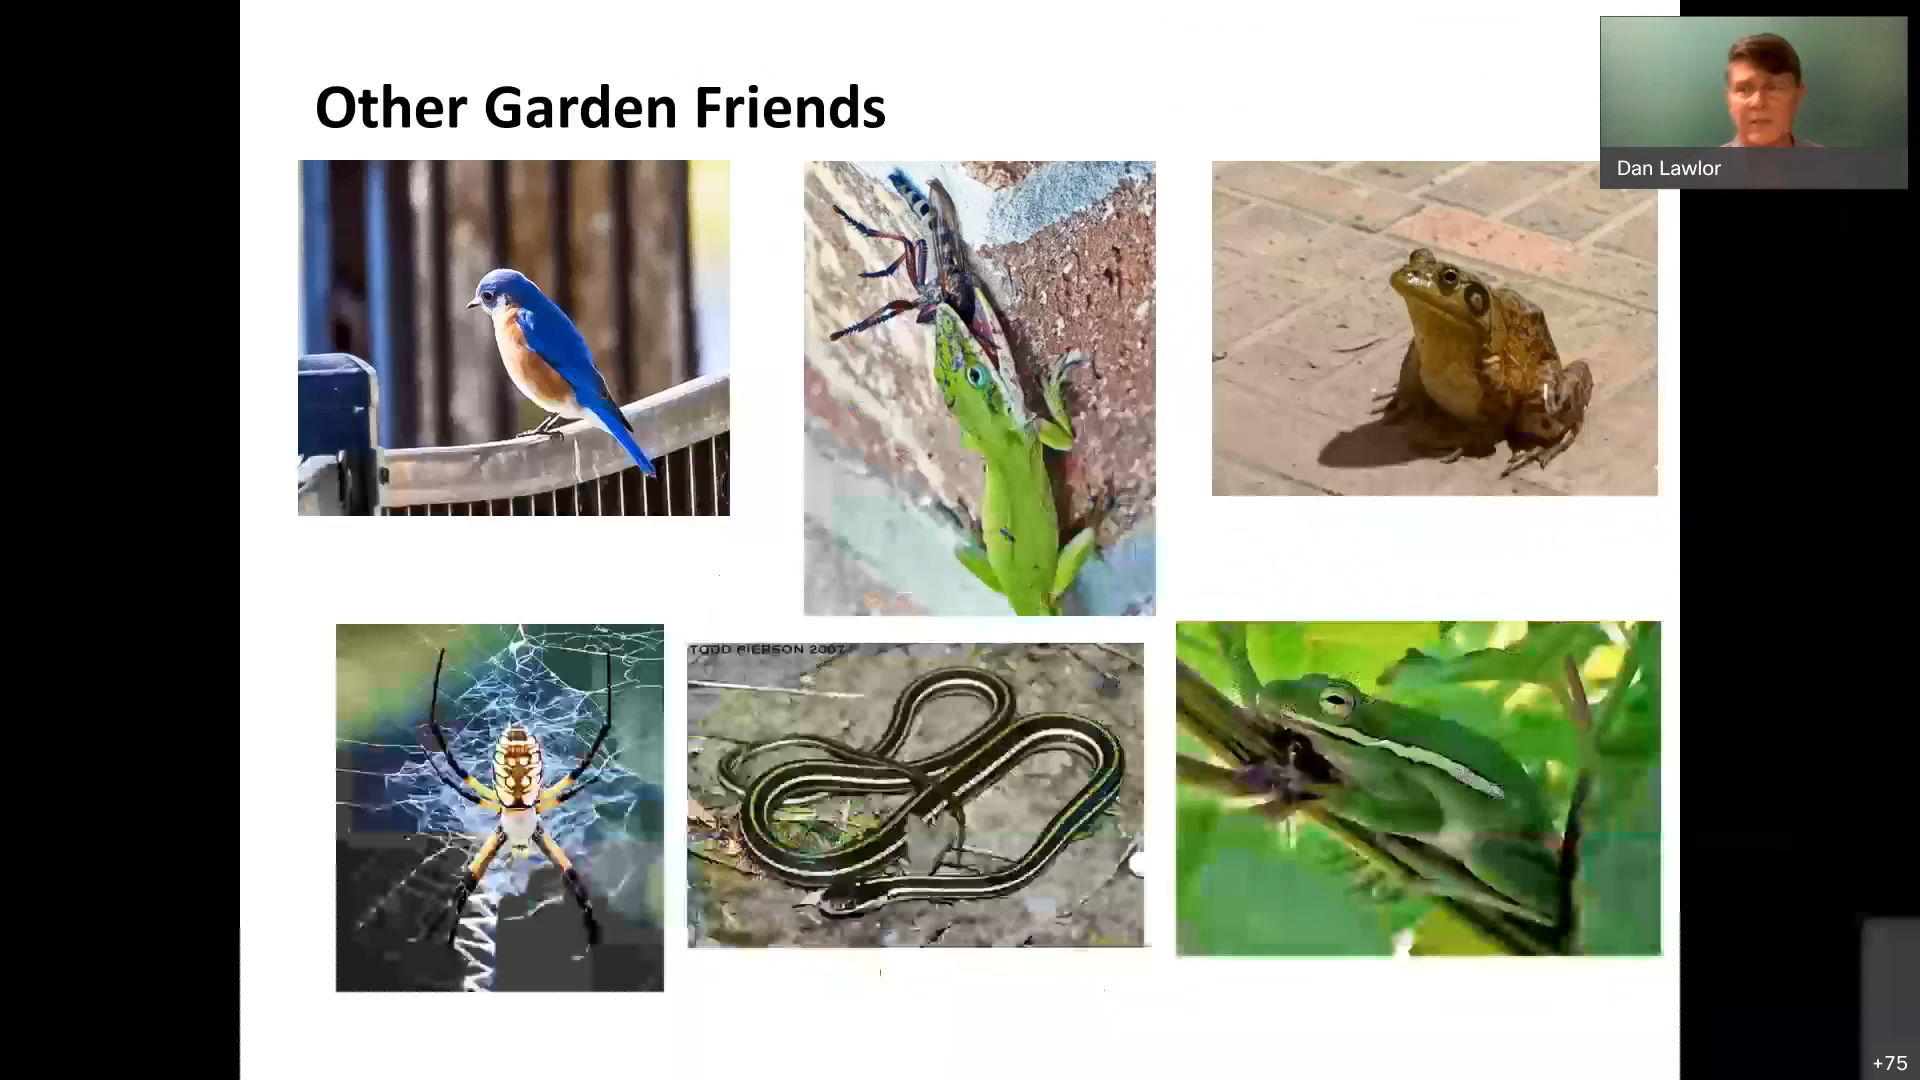 Other Garden Friends
Dan Lawlor
TODD PIERSON 2007
+75